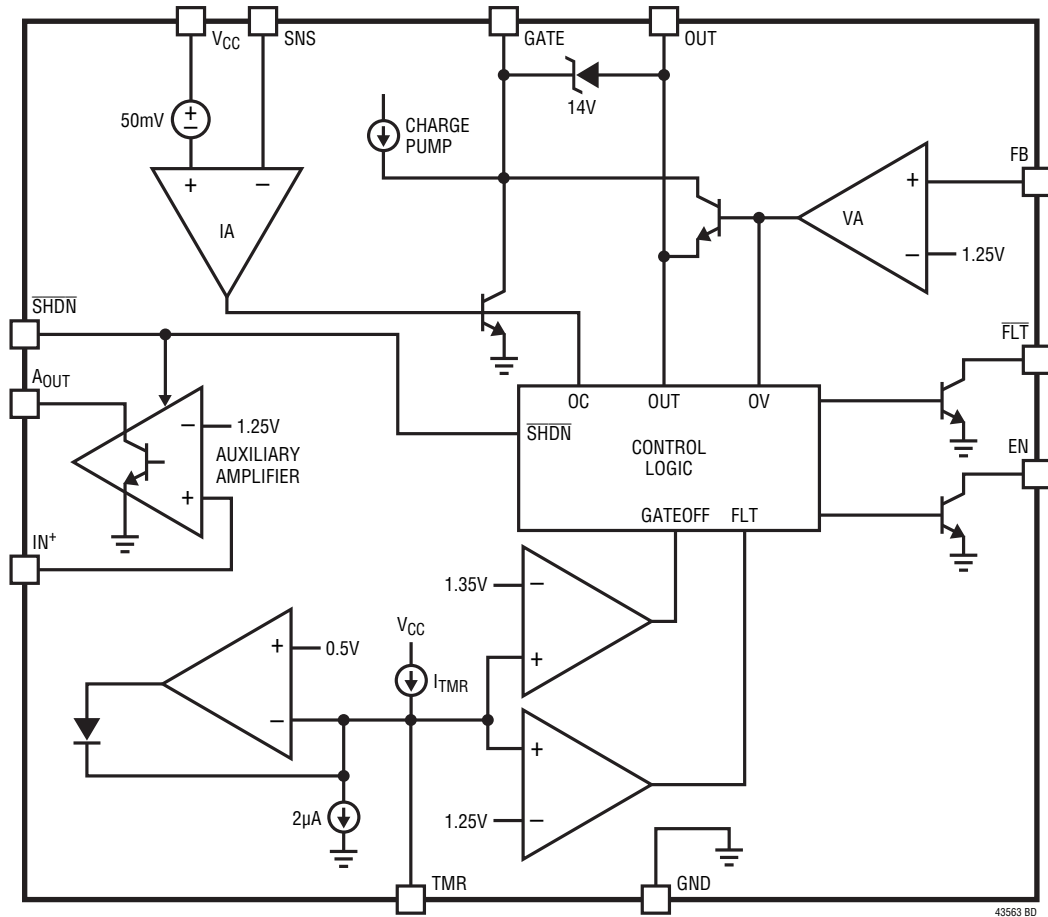 VCC
SNS
GATE
OUT
50mV
+
−
14V
CHARGE
PUMP
FB
+
−
IA
+
VA
−
1.25V
SHDN
FLT
AOUT
OC
OUT
OV
SHDN
CONTROL
LOGIC
−
1.25V
AUXILIARY
AMPLIFIER
+
EN
GATEOFF
FLT
IN+
1.35V
−
+
VCC
ITMR
+
0.5V
−
+
1.25V
−
2µA
TMR
GND
43563 BD